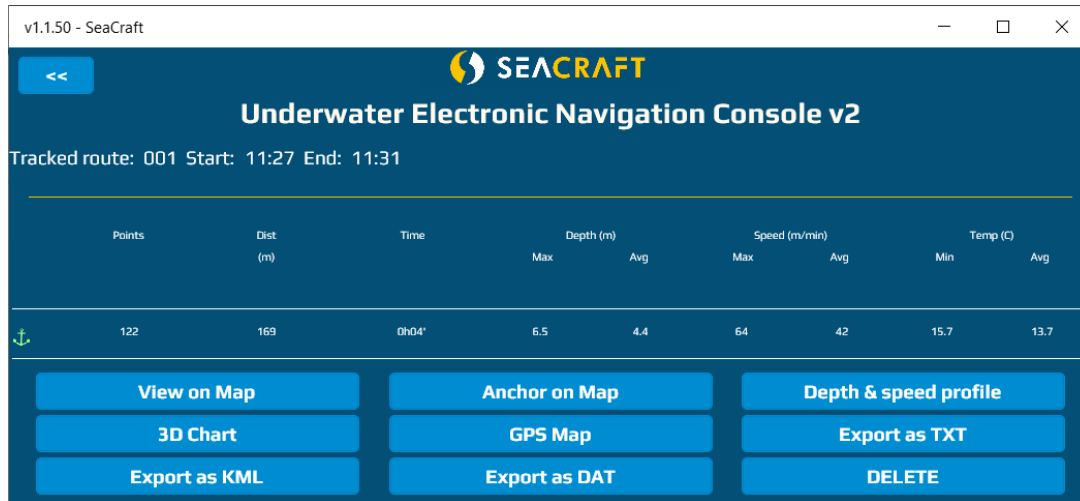 v1.1.50 - SeaCraft
<<
SEACRAFT
Underwater Electronic Navigation Console v2
Tracked route: 001 Start: 11:27 End: 11:31
Points Dist Time Depth (m) Speed (m/min) Temp (C)
(m) Max Avg Max Avg Min Avg
122 169 0h04' 6.5 4.4 64 42 15.7 13.7
View on Map Anchor on Map Depth & speed profile
3D Chart GPS Map Export as TXT
Export as KML Export as DAT DELETE